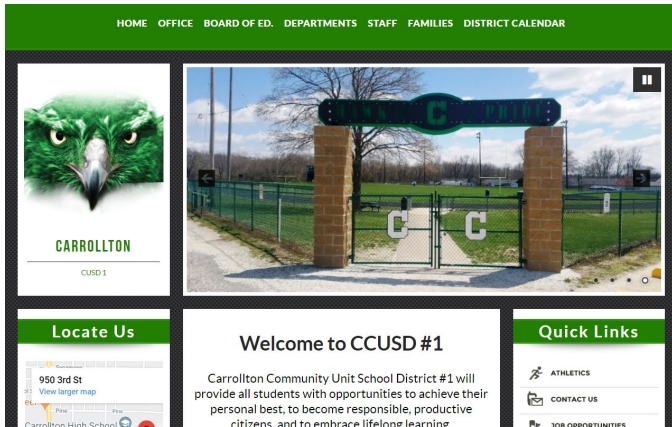 HOME OFFICE BOARD OF ED. DEPARTMENTS STAFF FAMILIES DISTRICT CALENDAR
C PRIDE
C C
CARROLLTON
CUSD 1
Locate Us
950 3rd St
View larger map
Pine
Pine
Carrollton High School
Welcome to CCUSD #1
Carrollton Community Unit School District #1 will
provide all students with opportunities to achieve their
personal best, to become responsible, productive
citizens, and to embrace lifelong learning
Quick Links
ATHLETICS
CONTACT US
JOB OPPORTUNITIES